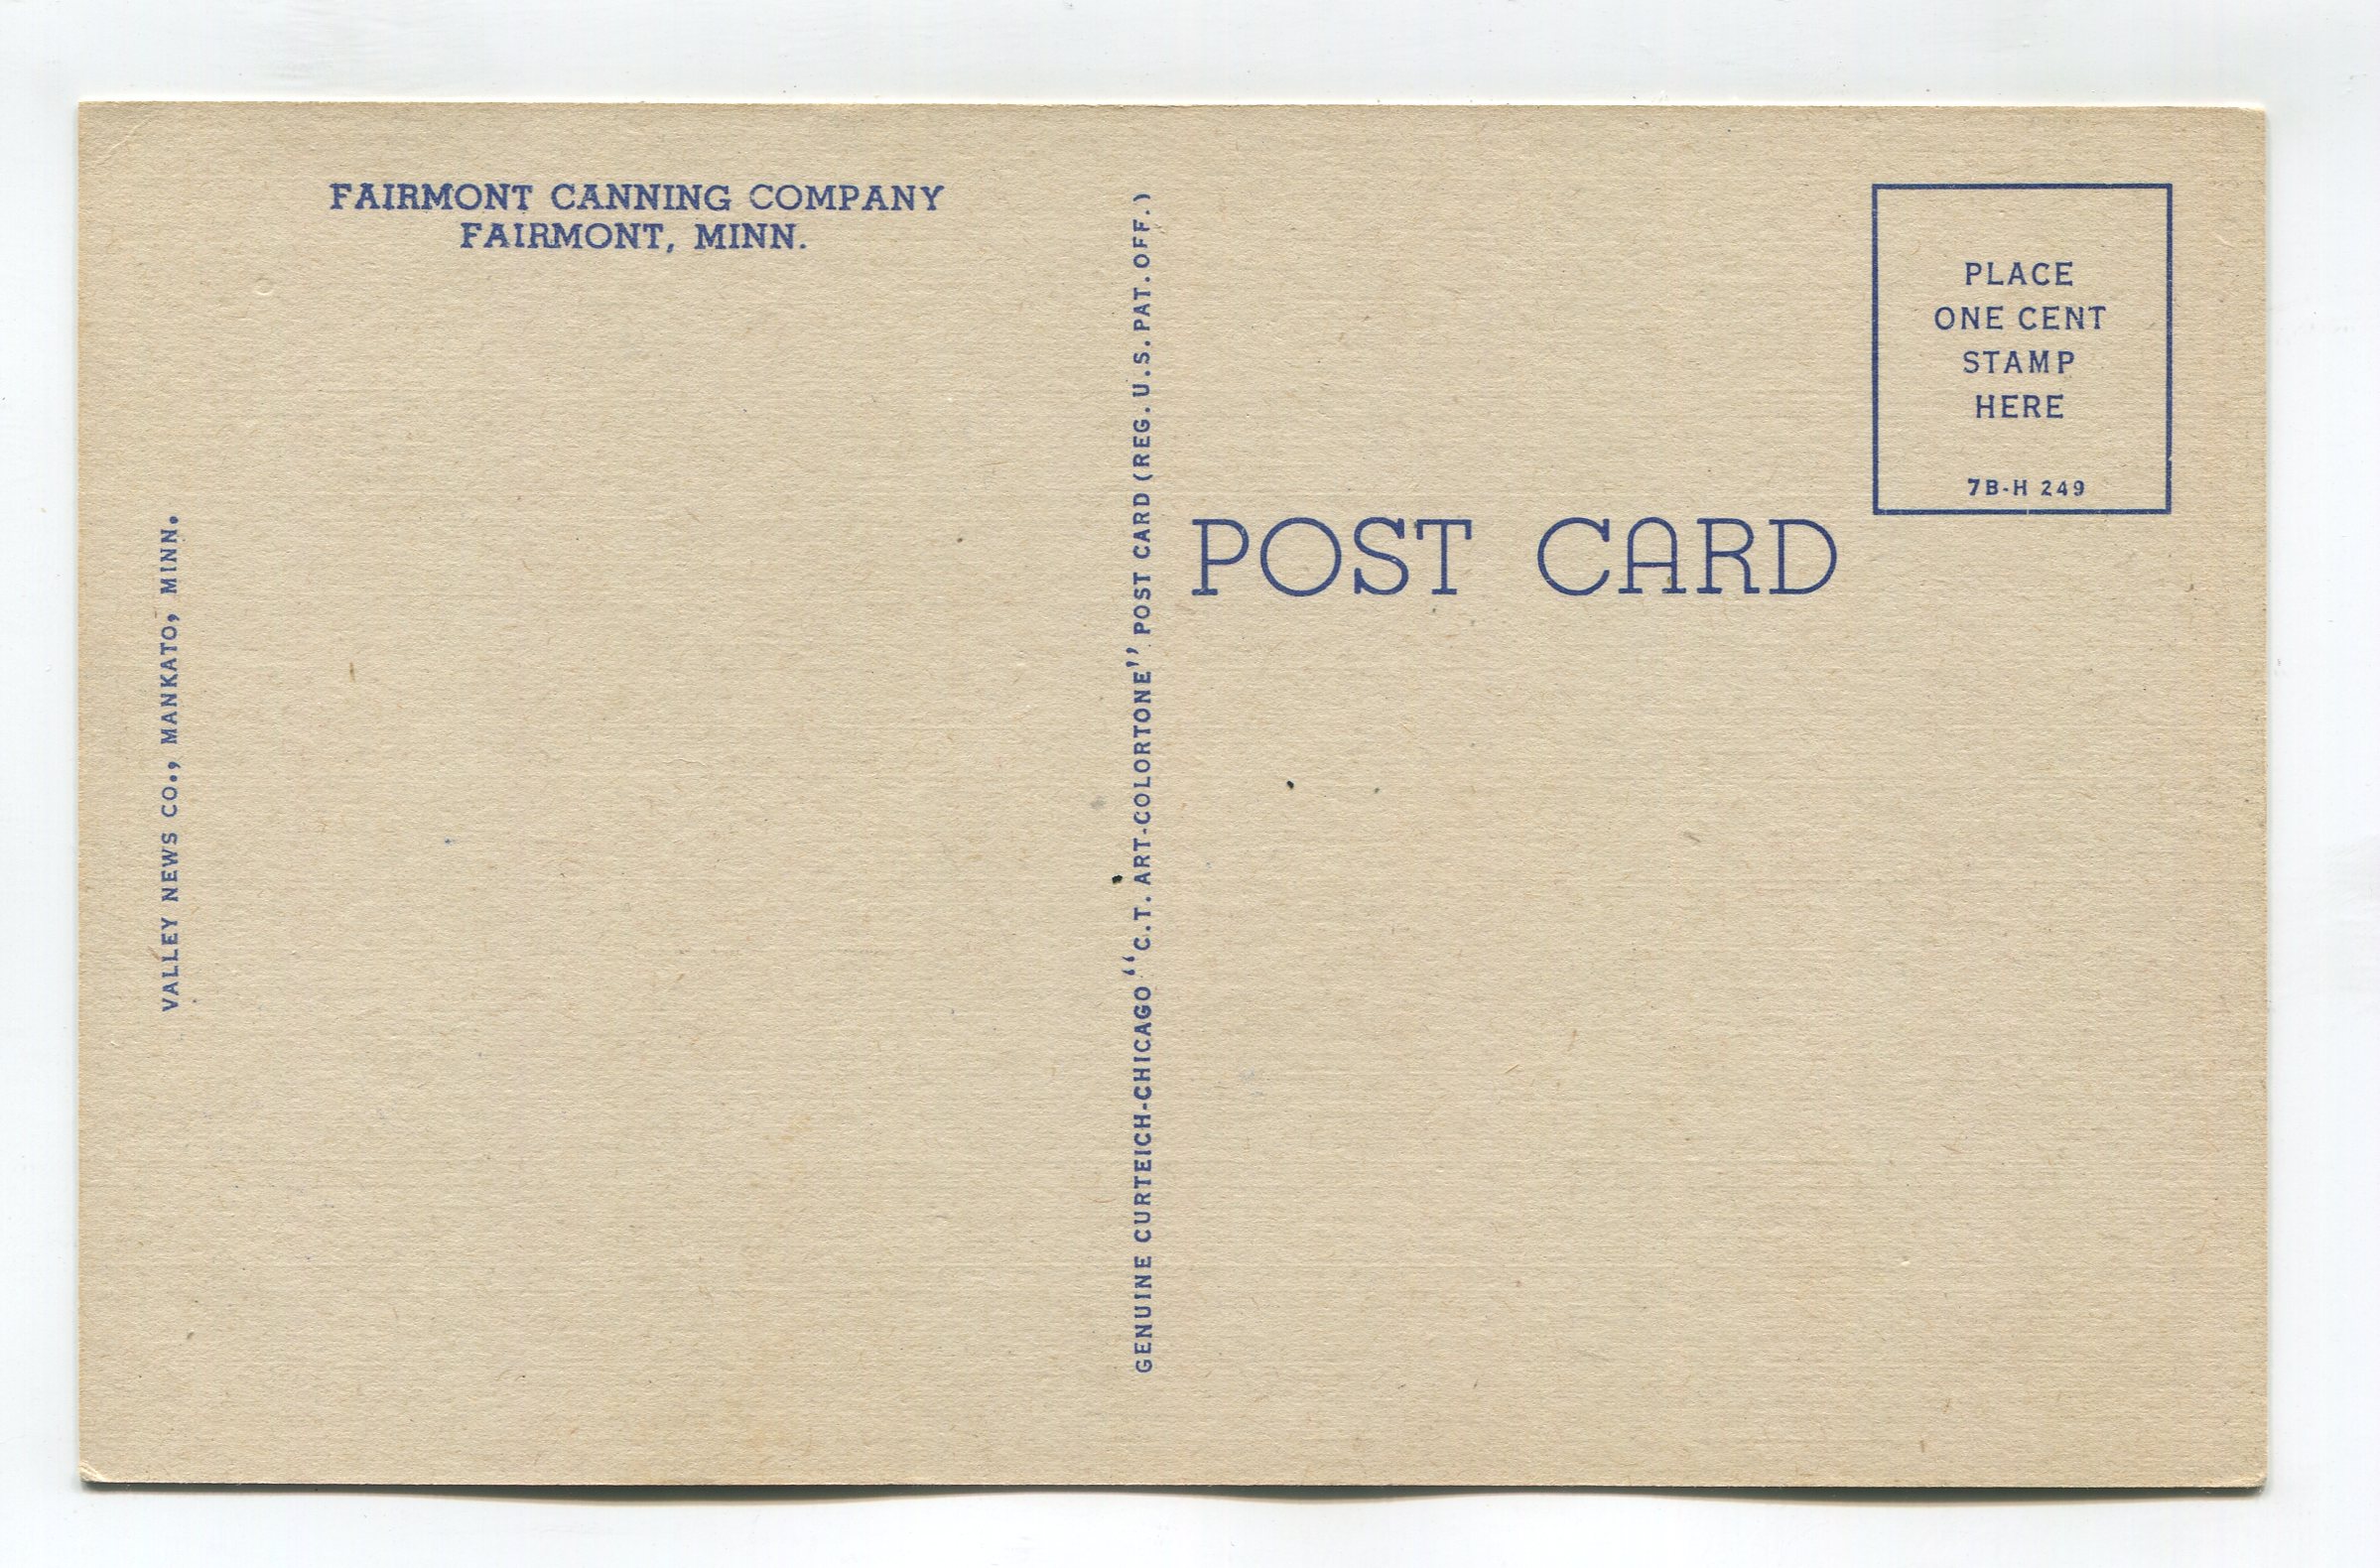 FAIRMONT CANNING COMPANY
FAIRMONT, MINN.
VALLEY NEWS CO., MANKATO, MINN.
GENUINE CURTEICH-CHICAGO "C.T. ART-COLORTONE" POST CARD (REG. U.S. PAT. OFF.)
POST CARD
PLACE
ONE CENT
STAMP
HERE
7B-H 249